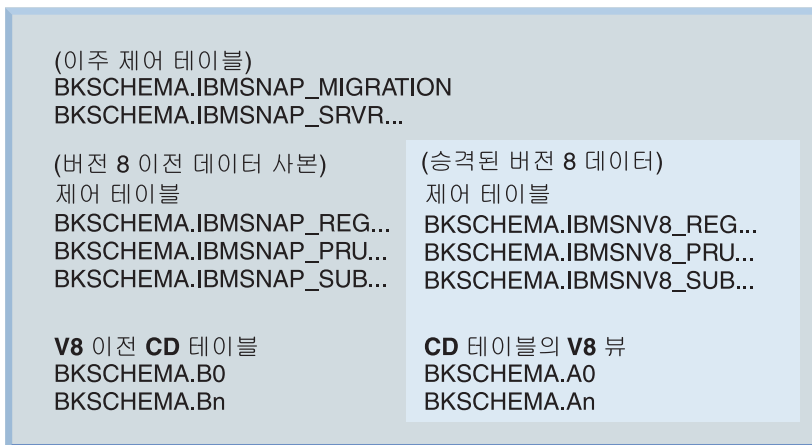 (이주 제어 테이블)
BKSCHEMA.IBMSNAP_MIGRATION
BKSCHEMA.IBMSNAP_SRVR...
(버전 8 이전 데이터 사본)
제어 테이블
BKSCHEMA.IBMSNAP_REG...
BKSCHEMA.IBMSNAP_PRU...
BKSCHEMA.IBMSNAP_SUB...
V8 이전 CD 테이블
BKSCHEMA.B0
BKSCHEMA.Bn
(승격된 버전 8 데이터)
제어 테이블
BKSCHEMA.IBMSNV8_REG...
BKSCHEMA.IBMSNV8_PRU...
BKSCHEMA.IBMSNV8_SUB...
CD 테이블의 V8 뷰
BKSCHEMA.A0
BKSCHEMA.An